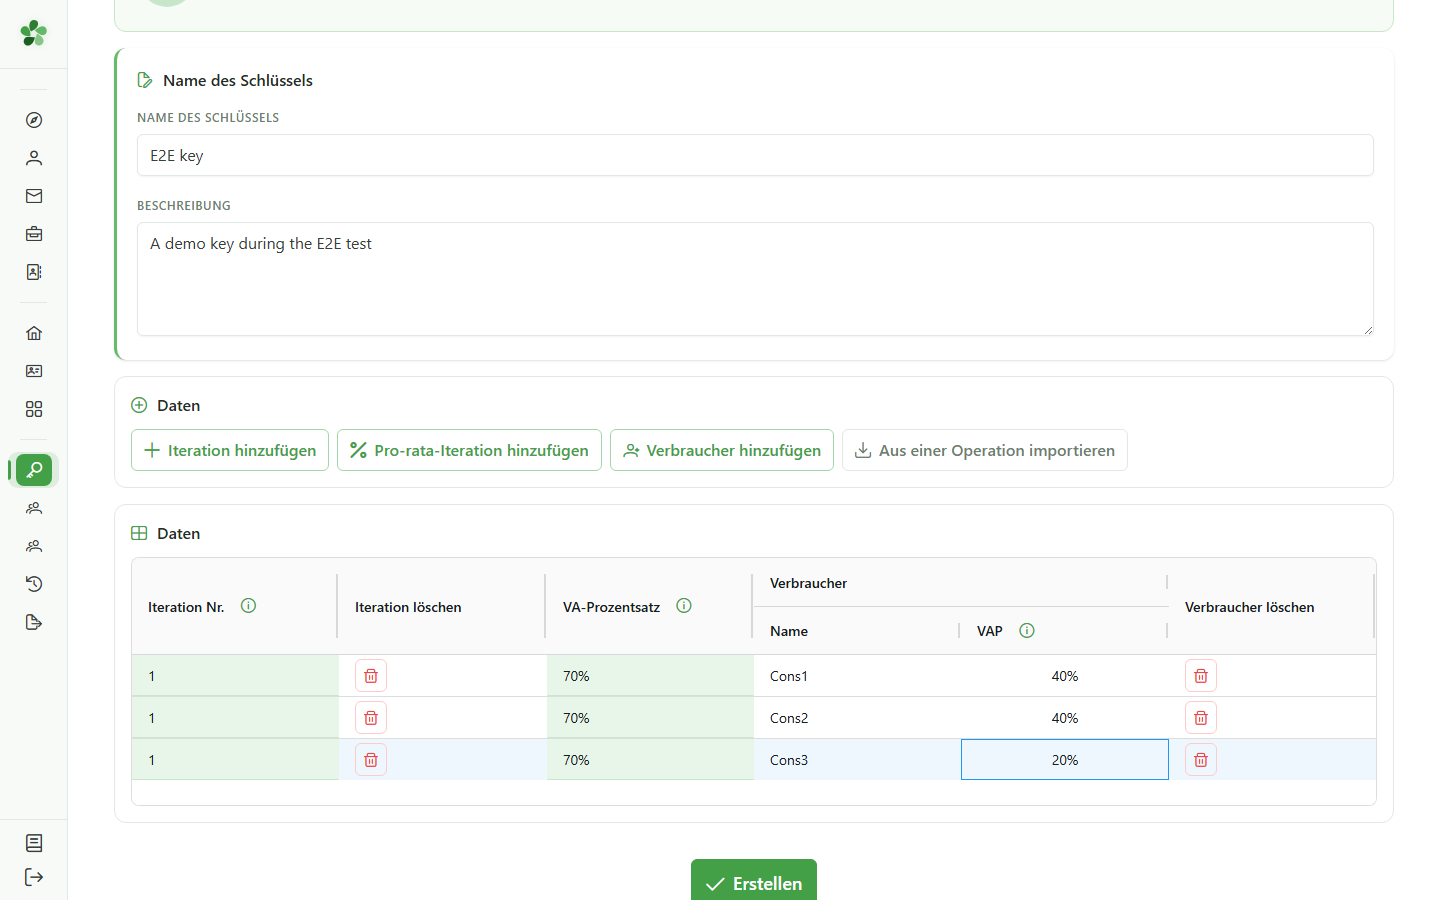 Name des Schlüssels
NAME DES SCHLÜSSELS
E2E key
BESCHREIBUNG
A demo key during the E2E test
Daten
Iteration hinzufügen
Pro-rata-Iteration hinzufügen
Verbraucher hinzufügen
Aus einer Operation importieren
Daten
Iteration Nr.
Iteration löschen
VA-Prozentsatz
Verbraucher
Name
VAP
Verbraucher löschen
1 70% Cons1 40%
1 70% Cons2 40%
1 70% Cons3 20%
Erstellen